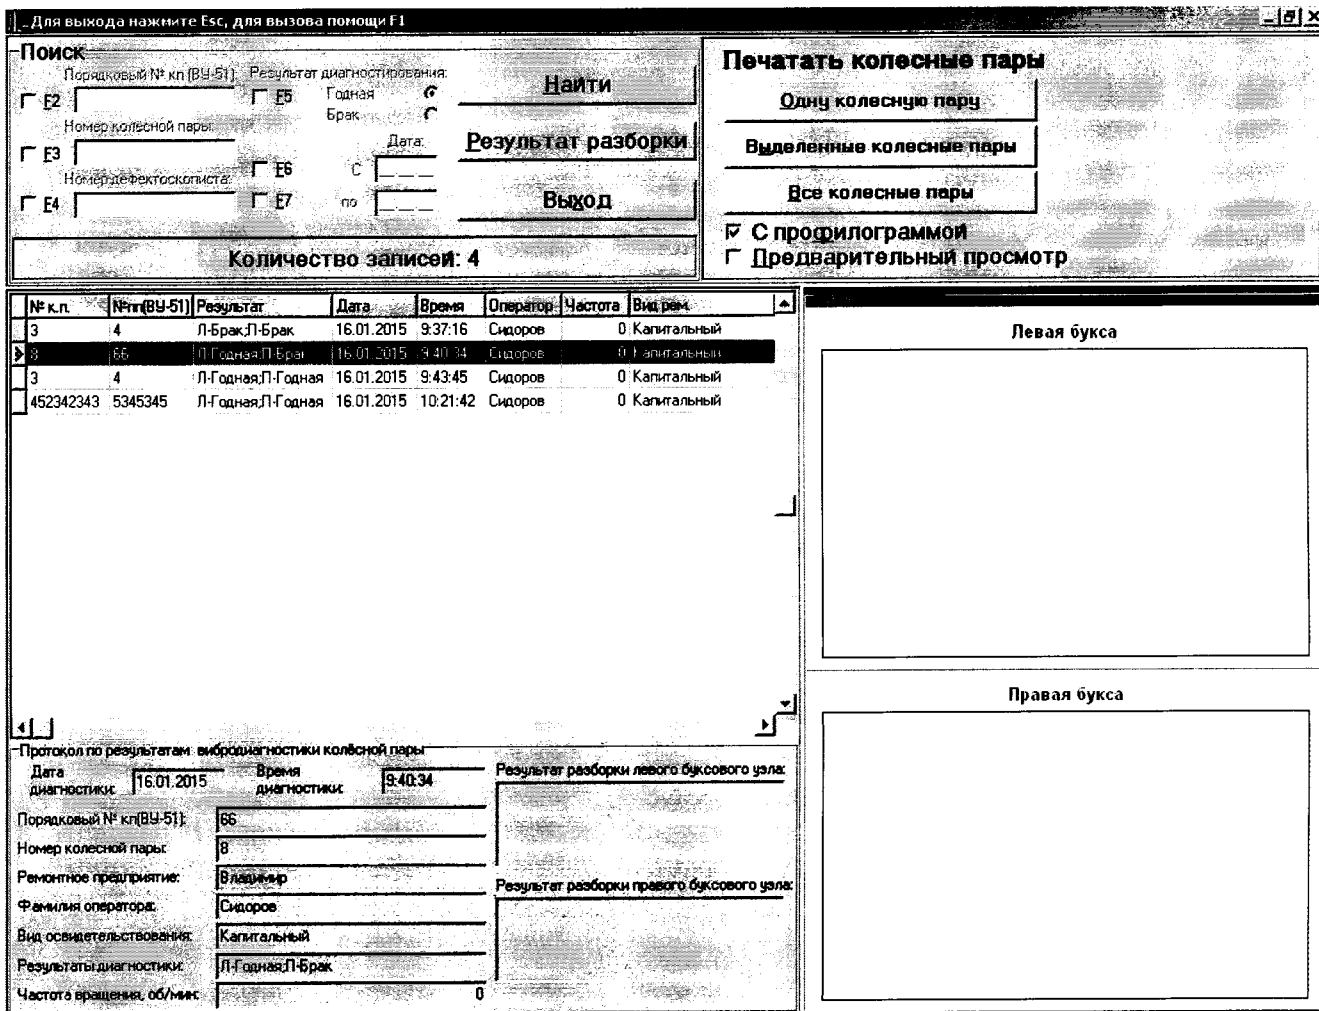 Для выхода нажмите Esc, для вызова помощи F1
Поиск
Порядковый № кп (ВУ-51)
Результат диагностирования:
F2
F5
Годная
Брак
Номер колесной пары:
F3
Дата:
F6
С
Номер дефектоскописта:
F4
F7
по
Найти
Результат разборки
Выход
Количество записей: 4
Печатать колесные пары
Одну колесную пару
Выделенные колесные пары
Все колесные пары
С профилограммой
Предварительный просмотр
№ к.п. №пп(ВУ-51) Результат Дата Время Оператор Частота Вид рем.
3 4 Л-Брак;П-Брак 16.01.2015 9:37:16 Сидоров 0 Капитальный
8 66 Л-Годная;П-Брак 16.01.2015 9:40:34 Сидоров 0 Капитальный
3 4 Л-Годная;П-Годная 16.01.2015 9:43:45 Сидоров 0 Капитальный
452342343 5345345 Л-Годная;П-Годная 16.01.2015 10:21:42 Сидоров 0 Капитальный
Левая букса
Правая букса
Протокол по результатам вибродиагностики колёсной пары
Дата диагностики: 16.01.2015 Время диагностики: 9:40:34
Порядковый № кп(ВУ-51): 66
Номер колесной пары: 8
Ремонтное предприятие: Владимир
Фамилия оператора: Сидоров
Вид освидетельствования: Капитальный
Результаты диагностики: Л-Годная;П-Брак
Частота вращения, об/мин: 0
Результат разборки левого буксового узла:
Результат разборки правого буксового узла: